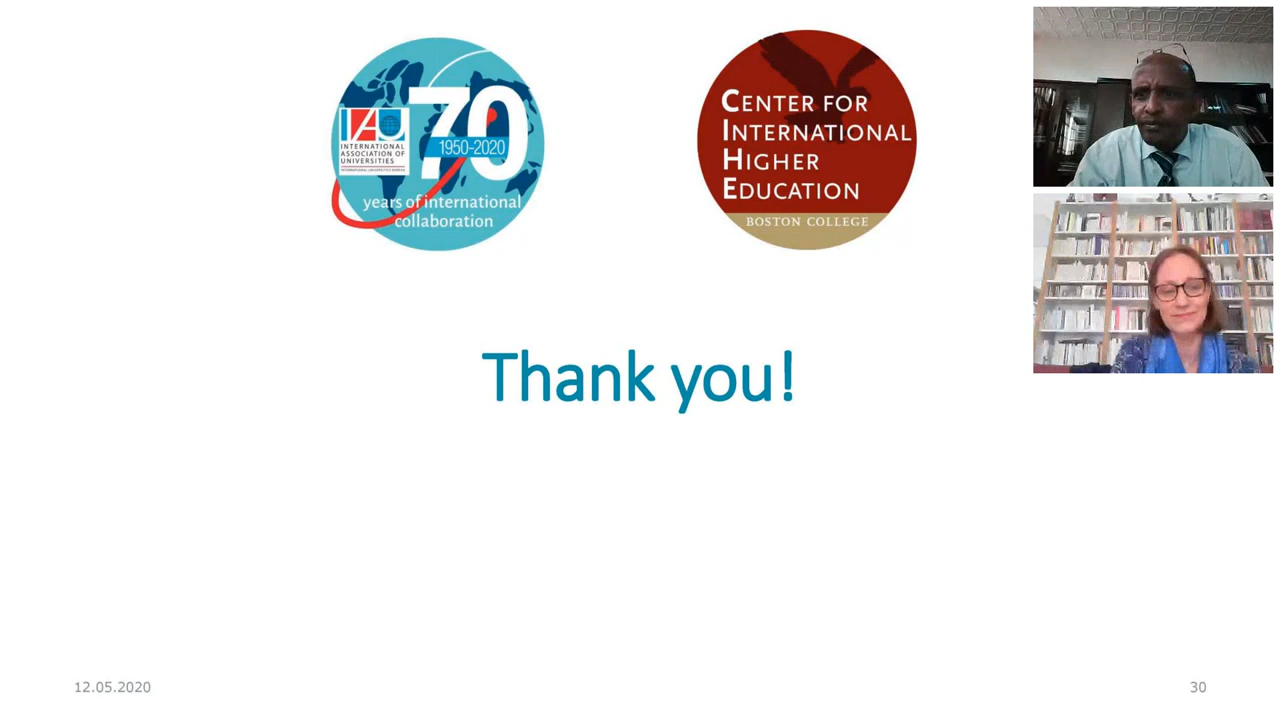 IAU
INTERNATIONAL
ASSOCIATION OF
UNIVERSITIES
70
1950-2020
years of international
collaboration
CENTER FOR
INTERNATIONAL
HIGHER
EDUCATION
BOSTON COLLEGE
Thank you!
12.05.2020
30